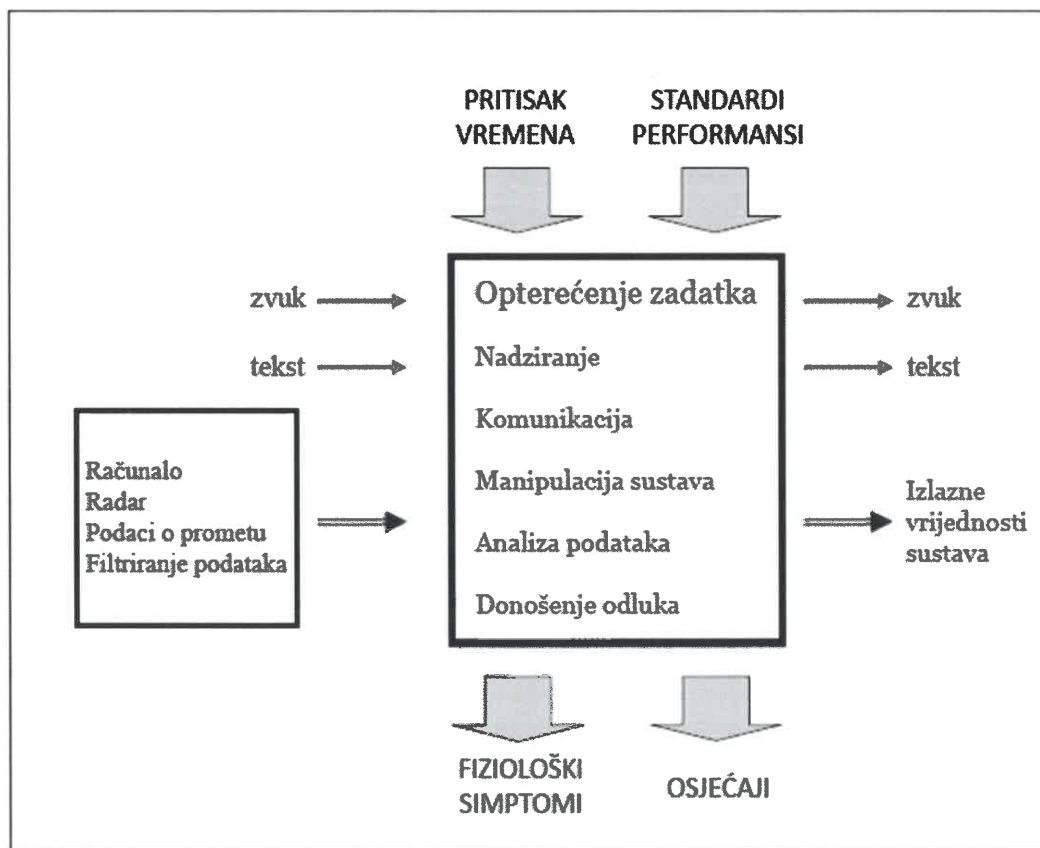 PRITISAK
VREMENA
STANDARDI
PERFORMANSI
zvuk
tekst
Računalo
Radar
Podaci o prometu
Filtriranje podataka
Opterećenje zadatka
Nadziranje
Komunikacija
Manipulacija sustava
Analiza podataka
Donošenje odluka
zvuk
tekst
Izlazne
vrijednosti
sustava
FIZIOLOŠKI
SIMPTOMI
OSJEĆAJI